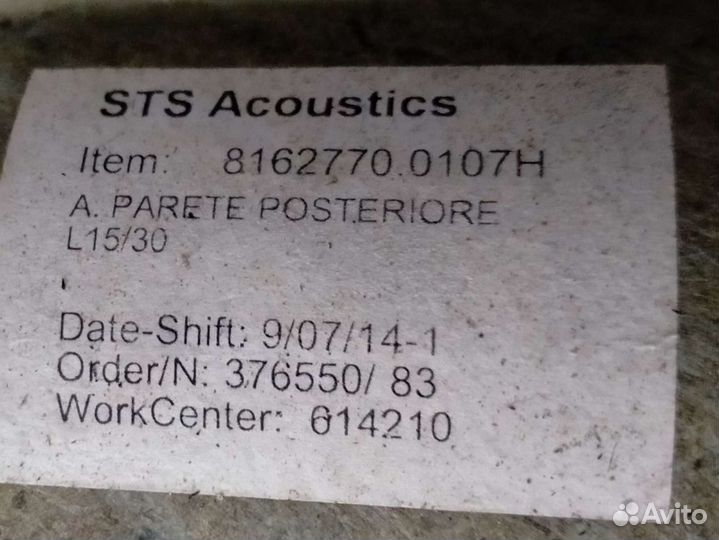 STS Acoustics
Item: 8162770.0107H
A. PARETE POSTERIORE
L15/30
Date-Shift: 9/07/14-1
Order/N: 376550/ 83
WorkCenter: 614210
Avito